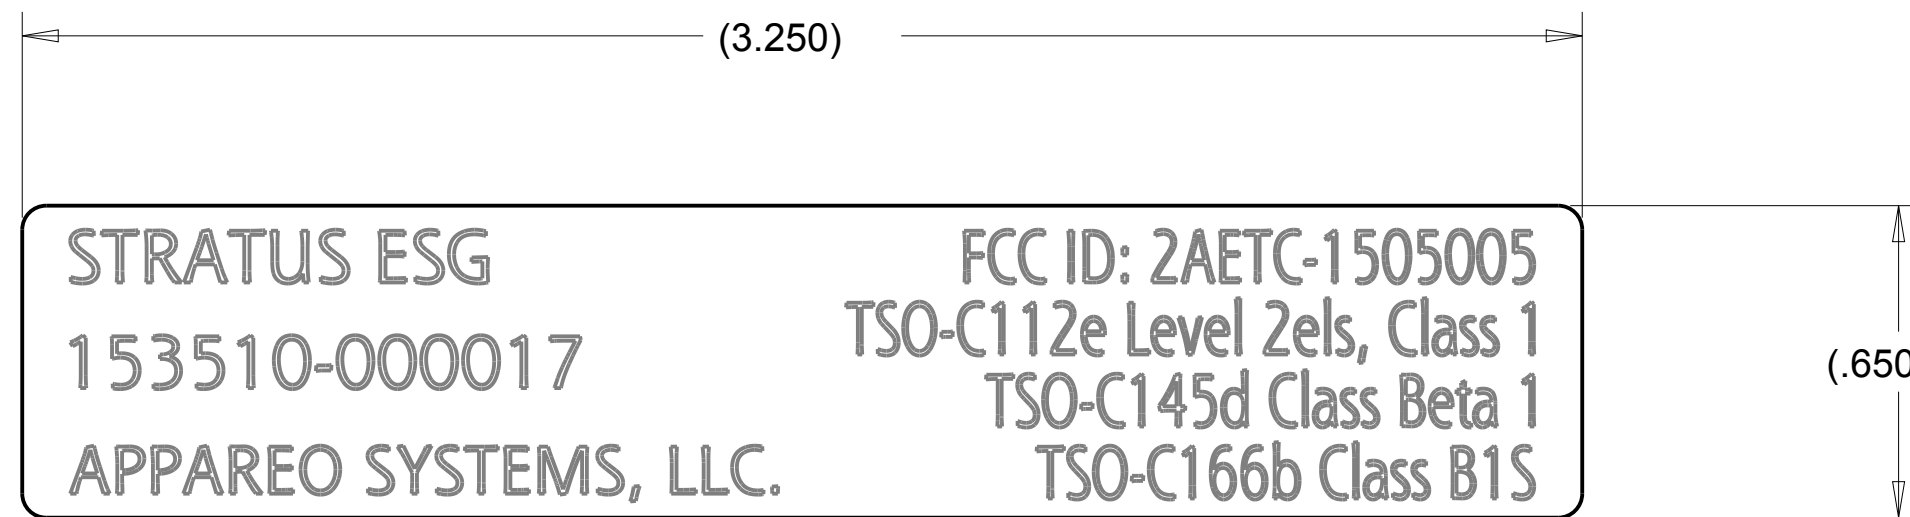 (3.250)
STRATUS ESG
153510-000017
APPAREO SYSTEMS, LLC.
FCC ID: 2AETC-1505005
TSO-C112e Level 2els, Class 1
TSO-C145d Class Beta 1
TSO-C166b Class B1S
(.650